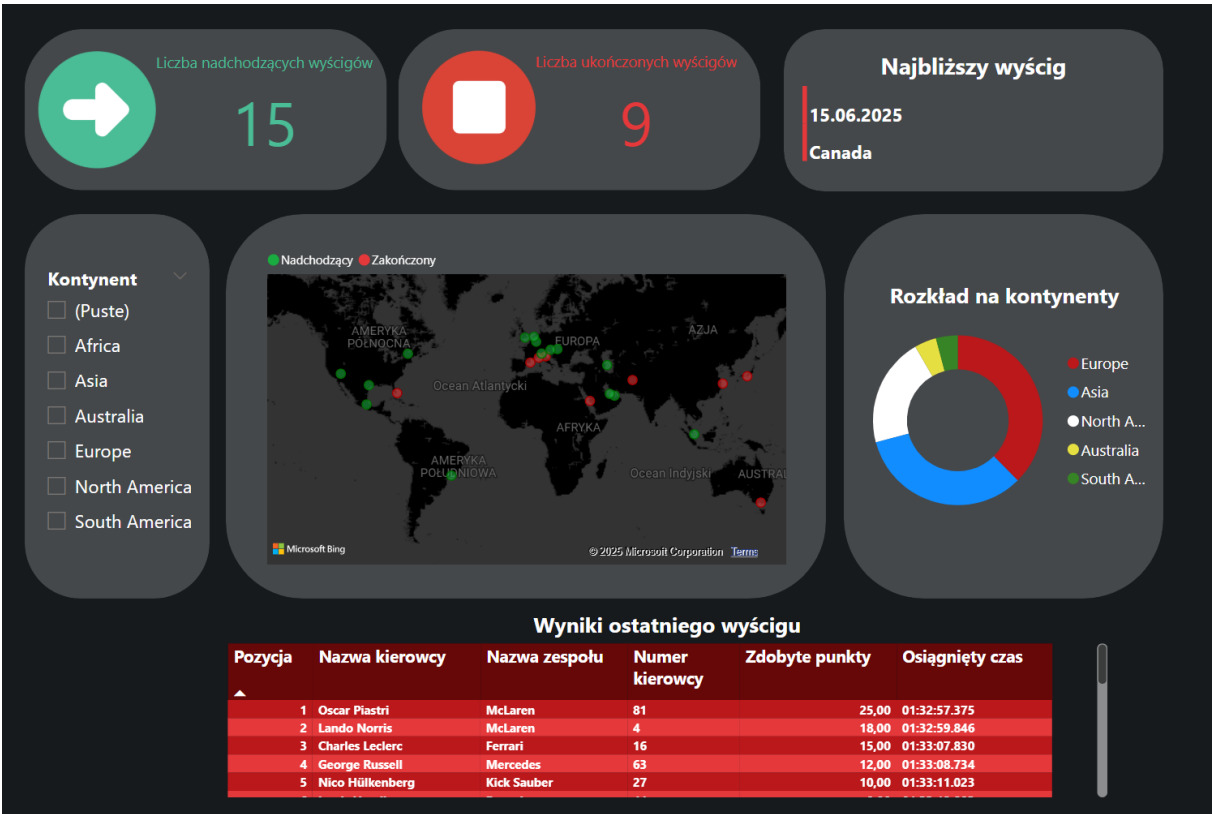 Liczba nadchodzących wyścigów
15
Liczba ukończonych wyścigów
9
Najbliższy wyścig
15.06.2025
Canada
Kontynent
(Puste)
Africa
Asia
Australia
Europe
North America
South America
Nadchodzący Zakończony
AMERYKA
PÓŁNOCNA
EUROPA
AZJA
Ocean Atlantycki
AFRYKA
AMERYKA
POŁUDNIOWA
Ocean Indyjski
AUSTRAL
Microsoft Bing
© 2025 Microsoft Corporation Terms
Rozkład na kontynenty
Europe
Asia
North A...
Australia
South A...
Wyniki ostatniego wyścigu
Pozycja Nazwa kierowcy Nazwa zespołu Numer kierowcy Zdobyte punkty Osiągnięty czas
1 Oscar Piastri McLaren 81 25,00 01:32:57.375
2 Lando Norris McLaren 4 18,00 01:32:59.846
3 Charles Leclerc Ferrari 16 15,00 01:33:07.830
4 George Russell Mercedes 63 12,00 01:33:08.734
5 Nico Hülkenberg Kick Sauber 27 10,00 01:33:11.023